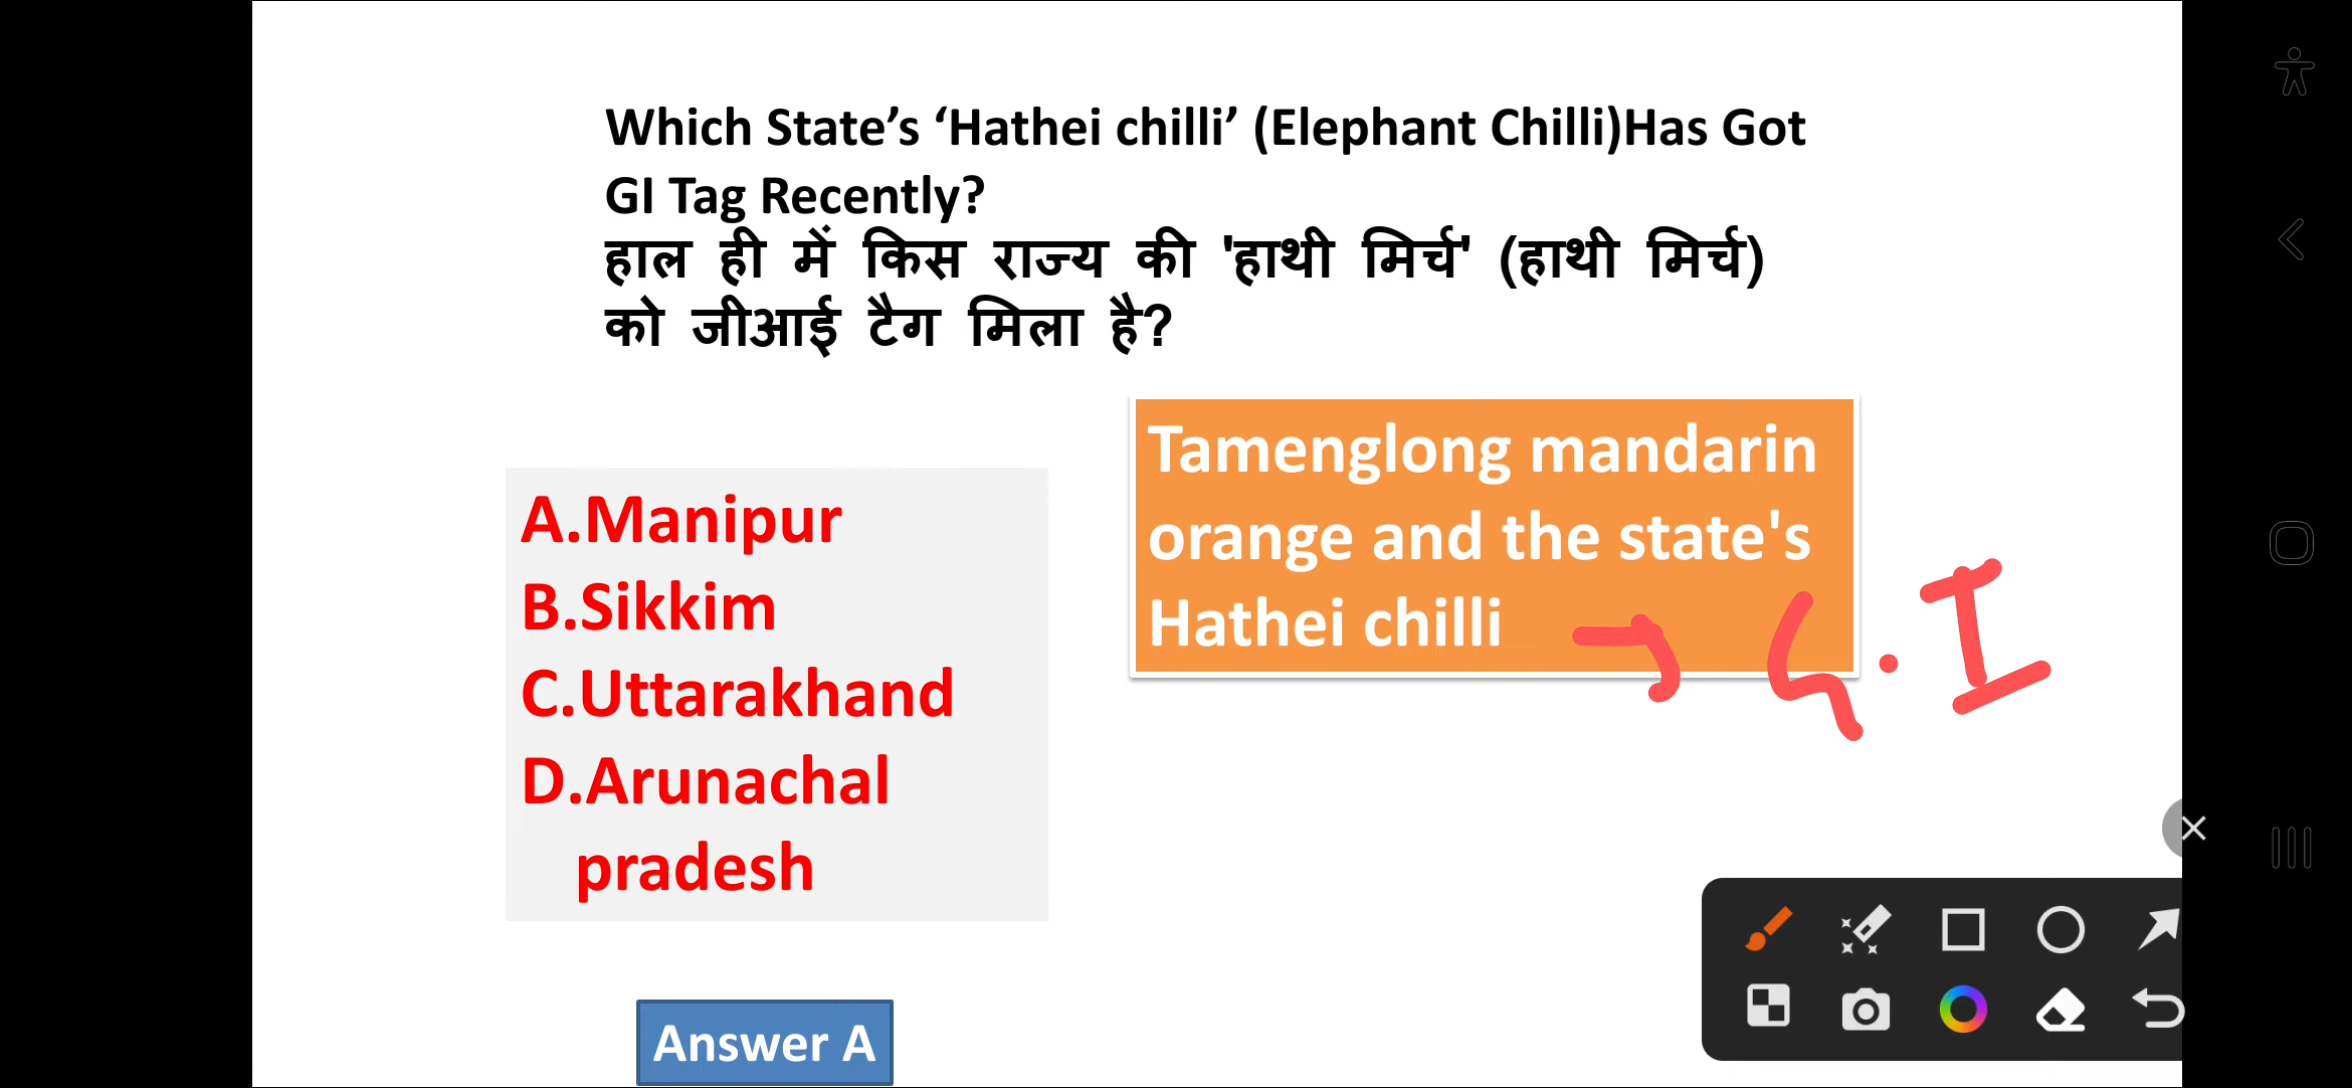 Which State’s ‘Hathei chilli’ (Elephant Chilli)Has Got
GI Tag Recently?
हाल ही में किस राज्य की 'हाथी मिर्च' (हाथी मिर्च)
को जीआई टैग मिला है?
A.Manipur
B.Sikkim
C.Uttarakhand
D.Arunachal
pradesh
Tamenglong mandarin
orange and the state's
Hathei chilli
G.I
Answer A